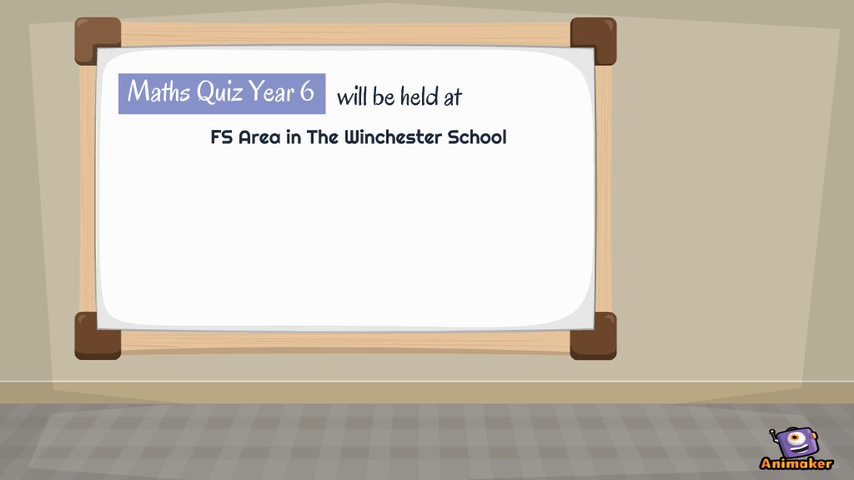 Maths Quiz Year 6 will be held at
FS Area in The Winchester School
Animaker